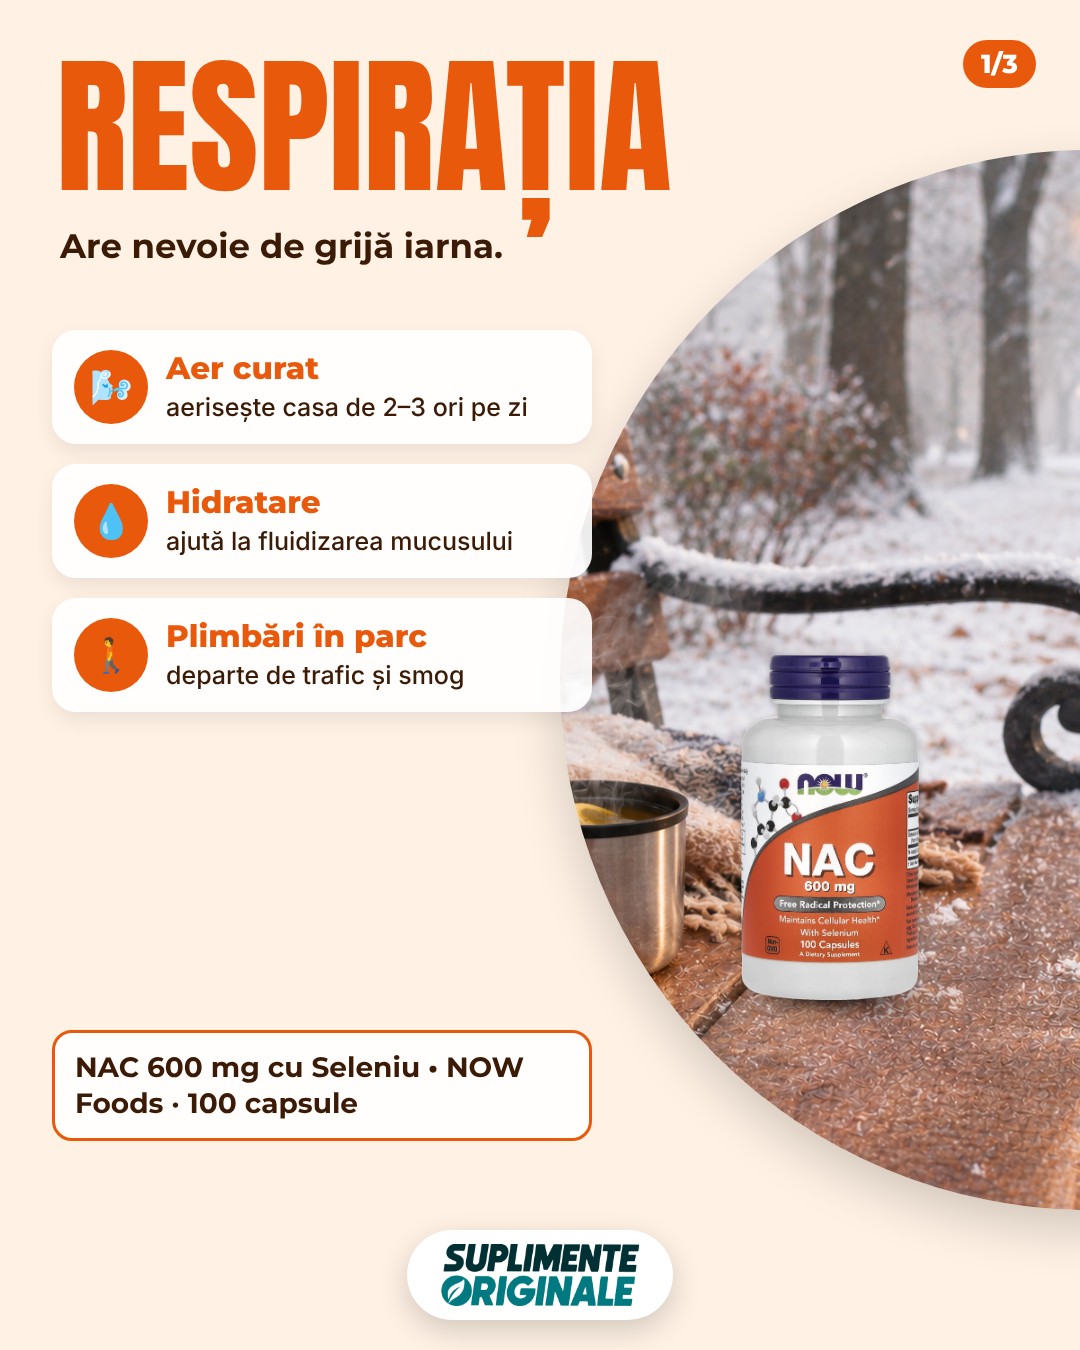 RESPIRAȚIA
1/3
Are nevoie de grijă iarna.
Aer curat
aerisește casa de 2–3 ori pe zi
Hidratare
ajută la fluidizarea mucusului
Plimbări în parc
departe de trafic și smog
now®
NAC
600 mg
Free Radical Protection*
Maintains Cellular Health*
With Selenium
100 Capsules
A Dietary Supplement
Non-
GMO
K
NAC 600 mg cu Seleniu • NOW
Foods · 100 capsule
SUPLIMENTE
ORIGINALE